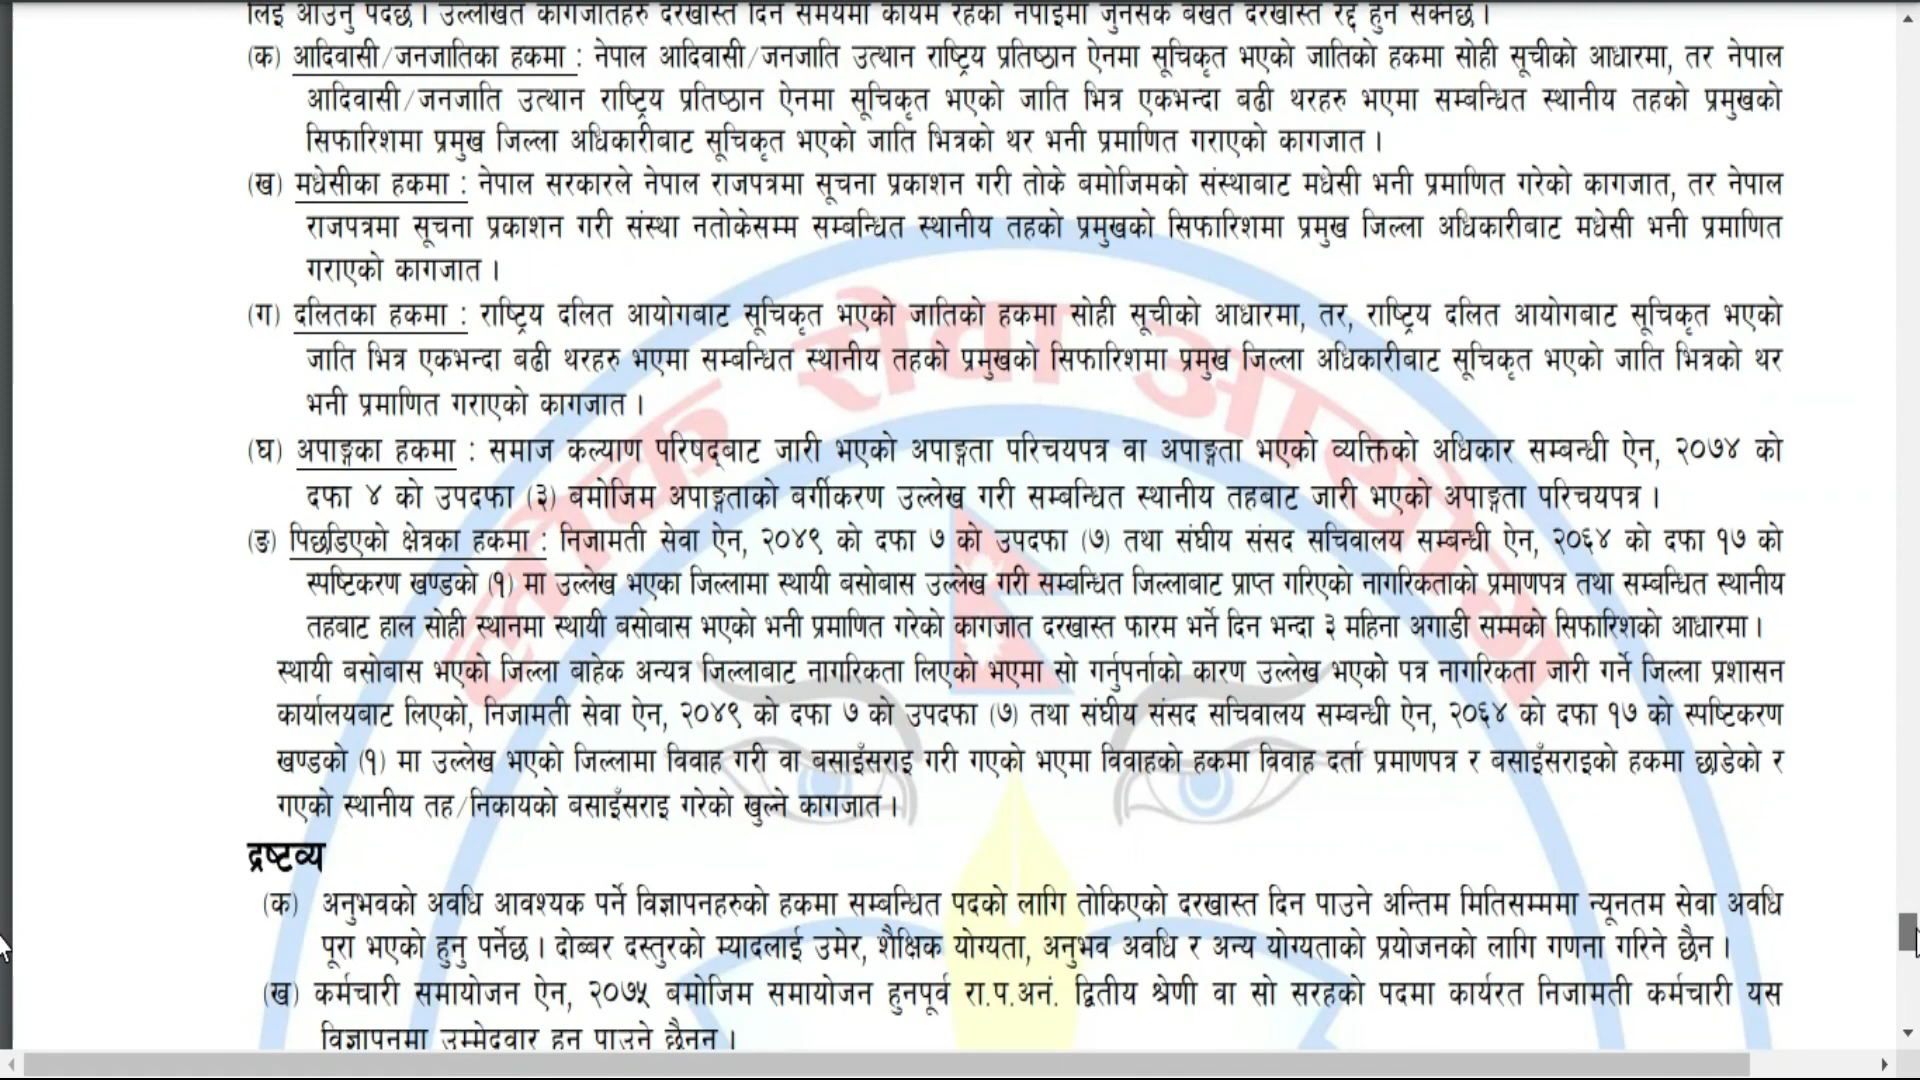 लिई आउनु पर्दछ । उल्लेखित कागजातहरु दरखास्त दिने समयमा कायम रहेको नपाईमा जुनसुकै बखत दरखास्त रद्द हुन सक्नेछ ।
(क) आदिवासी/जनजातिका हकमा : नेपाल आदिवासी/जनजाति उत्थान राष्ट्रिय प्रतिष्ठान ऐनमा सूचिकृत भएको जातिको हकमा सोही सूचीको आधारमा, तर नेपाल
आदिवासी/जनजाति उत्थान राष्ट्रिय प्रतिष्ठान ऐनमा सूचिकृत भएको जाति भित्र एकभन्दा बढी थरहरु भएमा सम्बन्धित स्थानीय तहको प्रमुखको
सिफारिशमा प्रमुख जिल्ला अधिकारीबाट सूचिकृत भएको जाति भित्रको थर भनी प्रमाणित गराएको कागजात ।
(ख) मधेसीका हकमा : नेपाल सरकारले नेपाल राजपत्रमा सूचना प्रकाशन गरी तोके बमोजिमको संस्थाबाट मधेसी भनी प्रमाणित गरेको कागजात, तर नेपाल
राजपत्रमा सूचना प्रकाशन गरी संस्था नतोकेसम्म सम्बन्धित स्थानीय तहको प्रमुखको सिफारिशमा प्रमुख जिल्ला अधिकारीबाट मधेसी भनी प्रमाणित
गराएको कागजात ।
(ग) दलितका हकमा : राष्ट्रिय दलित आयोगबाट सूचिकृत भएको जातिको हकमा सोही सूचीको आधारमा, तर, राष्ट्रिय दलित आयोगबाट सूचिकृत भएको
जाति भित्र एकभन्दा बढी थरहरु भएमा सम्बन्धित स्थानीय तहको प्रमुखको सिफारिशमा प्रमुख जिल्ला अधिकारीबाट सूचिकृत भएको जाति भित्रको थर
भनी प्रमाणित गराएको कागजात ।
(घ) अपाङ्गका हकमा : समाज कल्याण परिषद्‌बाट जारी भएको अपाङ्गता परिचयपत्र वा अपाङ्गता भएको व्यक्तिको अधिकार सम्बन्धी ऐन, २०७४ को
दफा ४ को उपदफा (३) बमोजिम अपाङ्गताको बर्गीकरण उल्लेख गरी सम्बन्धित स्थानीय तहबाट जारी भएको अपाङ्गता परिचयपत्र ।
(ङ) पिछडिएको क्षेत्रका हकमा : निजामती सेवा ऐन, २०४९ को दफा ७ को उपदफा (७) तथा संघीय संसद सचिवालय सम्बन्धी ऐन, २०६४ को दफा १७ को
स्पष्टिकरण खण्डको (१) मा उल्लेख भएका जिल्लामा स्थायी बसोबास उल्लेख गरी सम्बन्धित जिल्लाबाट प्राप्त गरिएको नागरिकताको प्रमाणपत्र तथा सम्बन्धित स्थानीय
तहबाट हाल सोही स्थानमा स्थायी बसोबास भएको भनी प्रमाणित गरेको कागजात दरखास्त फारम भर्ने दिन भन्दा ३ महिना अगाडी सम्मको सिफारिशको आधारमा ।
स्थायी बसोबास भएको जिल्ला बाहेक अन्यत्र जिल्लाबाट नागरिकता लिएको भएमा सो गर्नुपर्नाको कारण उल्लेख भएको पत्र नागरिकता जारी गर्ने जिल्ला प्रशासन
कार्यालयबाट लिएको, निजामती सेवा ऐन, २०४९ को दफा ७ को उपदफा (७) तथा संघीय संसद सचिवालय सम्बन्धी ऐन, २०६४ को दफा १७ को स्पष्टिकरण
खण्डको (१) मा उल्लेख भएको जिल्लामा विवाह गरी वा बसाइँसराइ गरी गएको भएमा विवाहको हकमा विवाह दर्ता प्रमाणपत्र र बसाइँसराइको हकमा छाडेको र
गएको स्थानीय तह/निकायको बसाइँसराइ गरेको खुल्ने कागजात ।
द्रष्टव्य
(क) अनुभवको अवधि आवश्यक पर्ने विज्ञापनहरुको हकमा सम्बन्धित पदको लागि तोकिएको दरखास्त दिन पाउने अन्तिम मितिसम्ममा न्यूनतम सेवा अवधि
पूरा भएको हुनु पर्नेछ । दोब्बर दस्तुरको म्यादलाई उमेर, शैक्षिक योग्यता, अनुभव अवधि र अन्य योग्यताको प्रयोजनको लागि गणना गरिने छैन ।
(ख) कर्मचारी समायोजन ऐन, २०७५ बमोजिम समायोजन हुनपूर्व रा.प.अनं. द्वितीय श्रेणी वा सो सरहको पदमा कार्यरत निजामती कर्मचारी यस
विज्ञापनमा उम्मेदवार हुन पाउने छैनन् ।
लोक सेवा आयोग